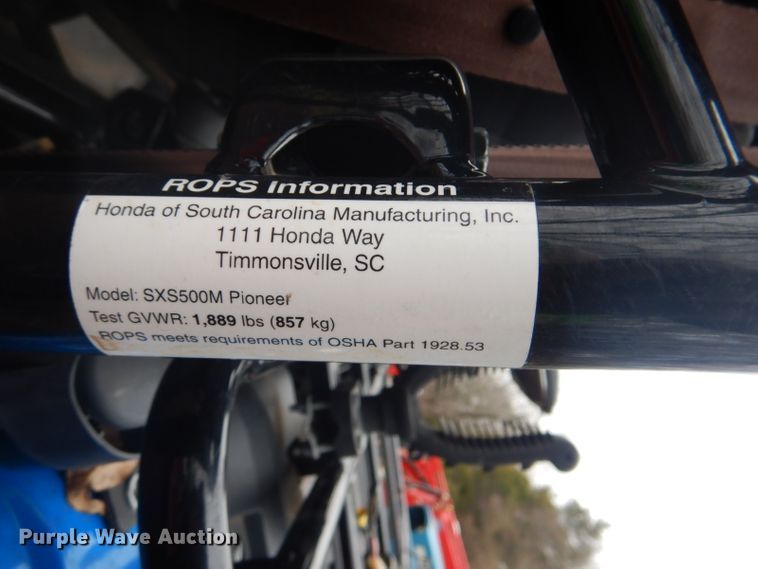 ROPS Information
Honda of South Carolina Manufacturing, Inc.
1111 Honda Way
Timmonsville, SC
Model: SXS500M Pioneer
Test GVWR: 1,889 lbs (857 kg)
ROPS meets requirements of OSHA Part 1928.53
Purple Wave Auction